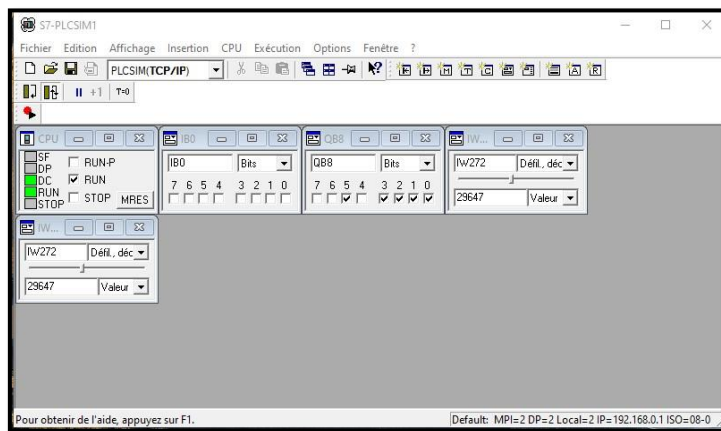 S7-PLCSIM1
Fichier Edition Affichage Insertion CPU Exécution Options Fenêtre ?
PLCSIM(TCP/IP)
+1 T=0
CPU
SF
DP
DC
RUN
STOP
RUN-P
RUN
STOP MRES
IB0
IB0 Bits
7 6 5 4 3 2 1 0
QB8
QB8 Bits
7 6 5 4 3 2 1 0
IW...
IW272 Défil., déc
29647 Valeur
IW...
IW272 Défil., déc
29647 Valeur
Pour obtenir de l'aide, appuyez sur F1.
Default: MPI=2 DP=2 Local=2 IP=192.168.0.1 ISO=08-0